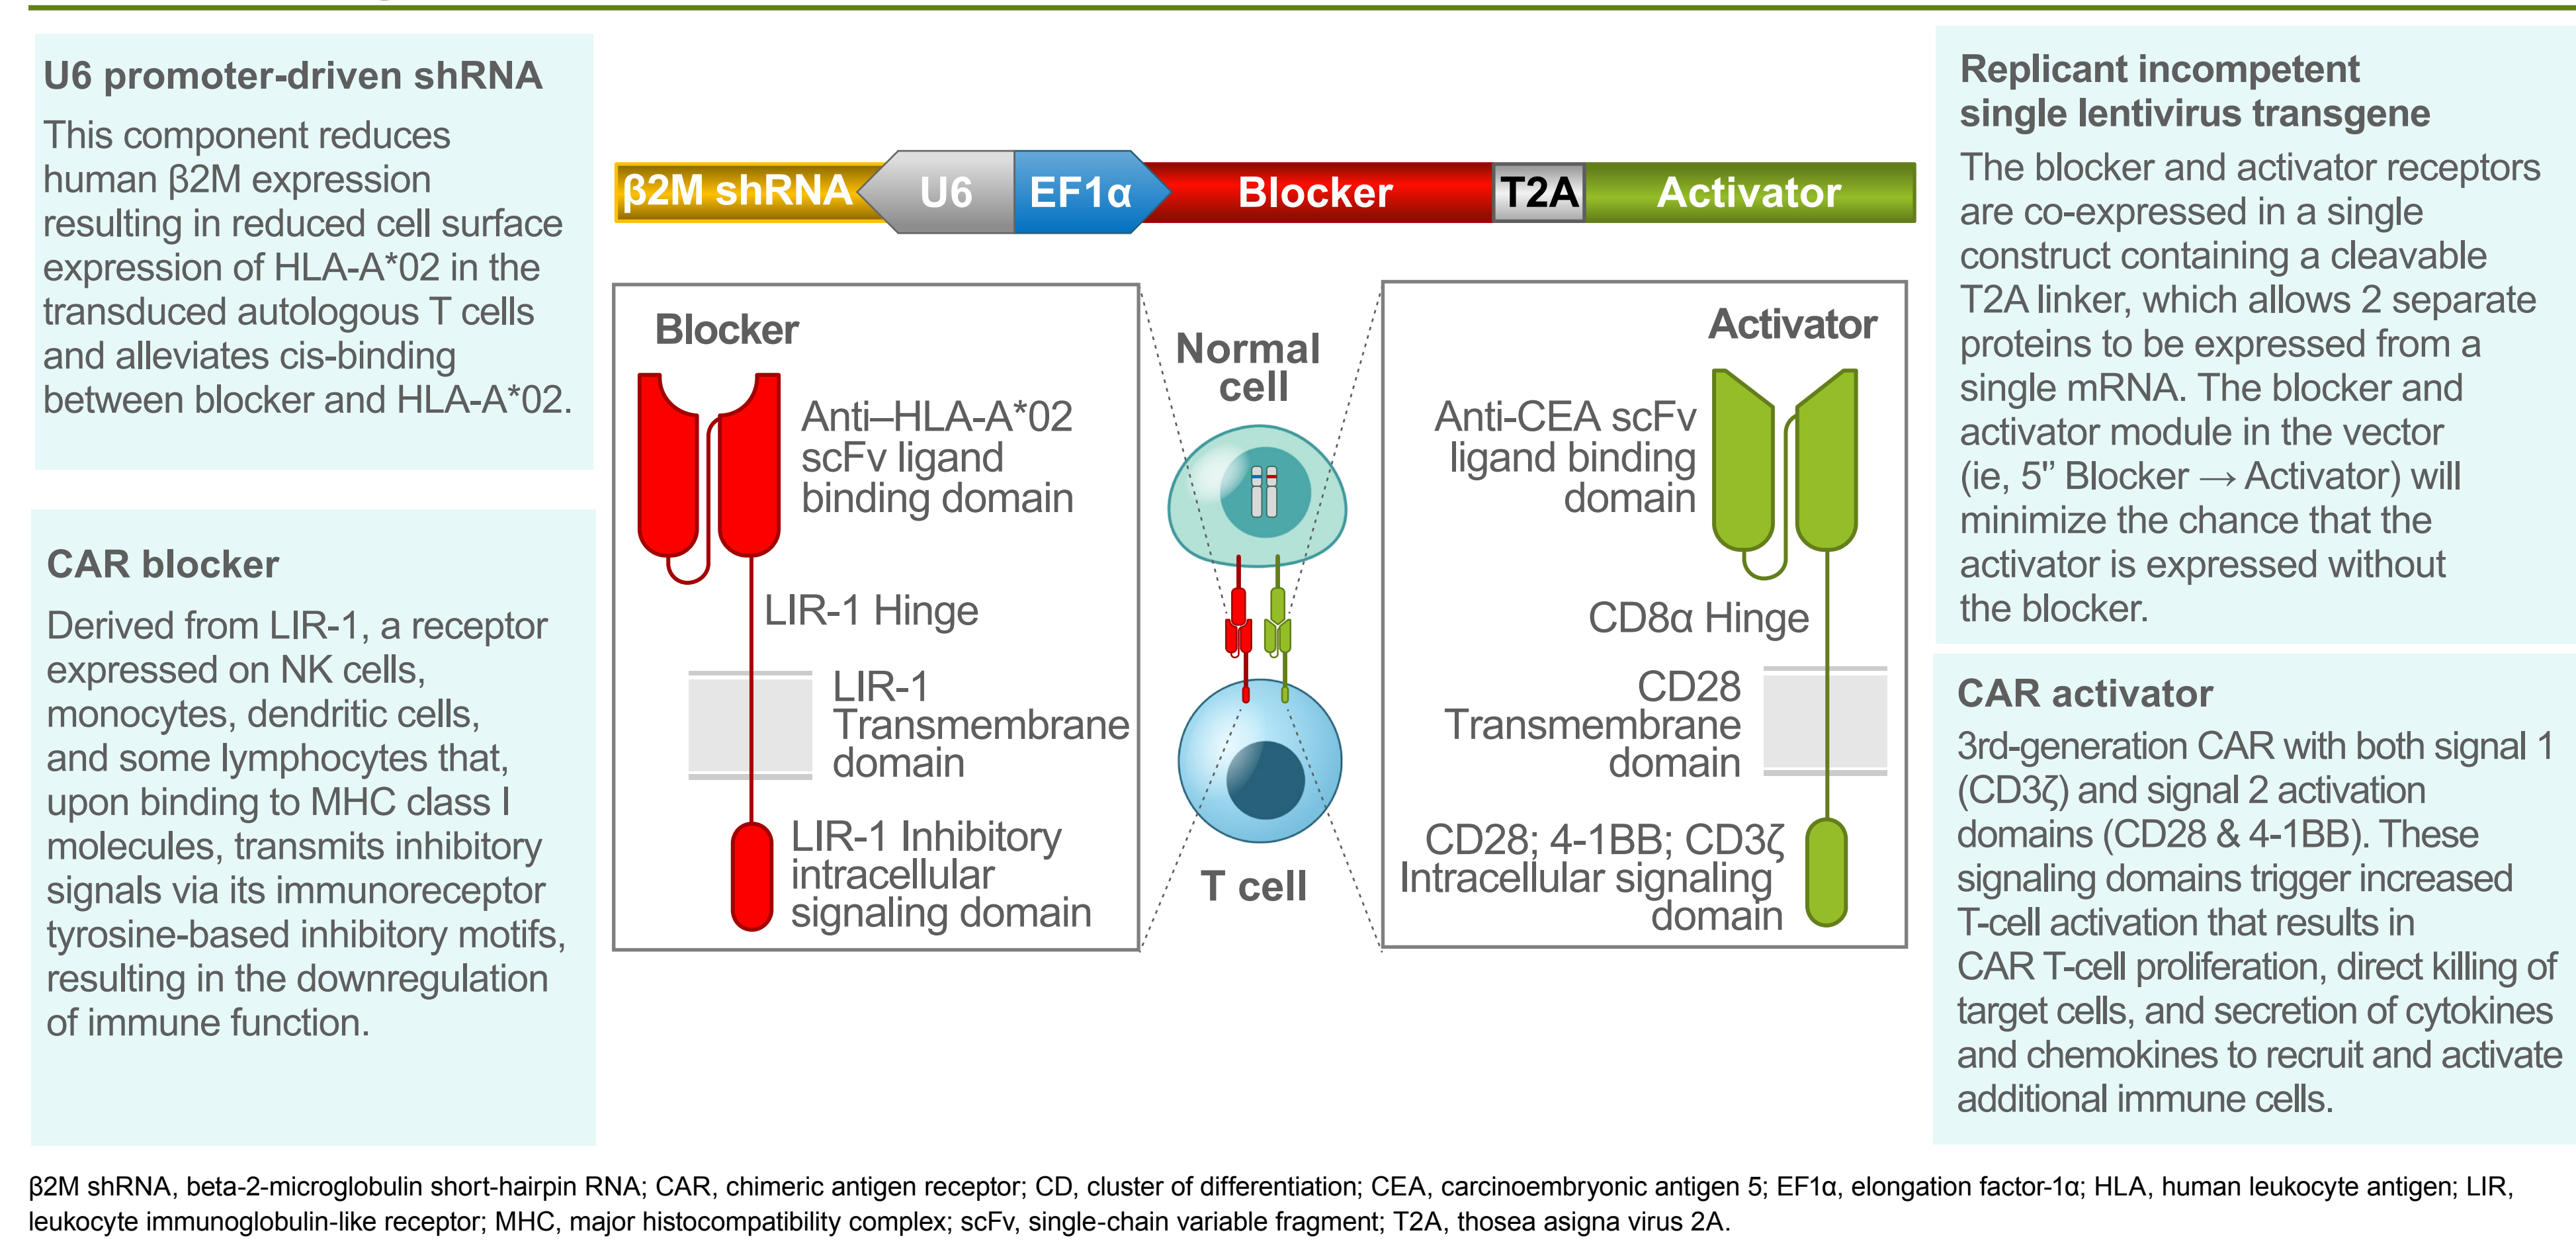 U6 promoter-driven shRNA
This component reduces
human β2M expression
resulting in reduced cell surface
expression of HLA-A*02 in the
transduced autologous T cells
and alleviates cis-binding
between blocker and HLA-A*02.
CAR blocker
Derived from LIR-1, a receptor
expressed on NK cells,
monocytes, dendritic cells,
and some lymphocytes that,
upon binding to MHC class I
molecules, transmits inhibitory
signals via its immunoreceptor
tyrosine-based inhibitory motifs,
resulting in the downregulation
of immune function.
β2M shRNA U6 EF1α Blocker T2A Activator
Blocker
Anti–HLA-A*02
scFv ligand
binding domain
LIR-1 Hinge
LIR-1
Transmembrane
domain
LIR-1 Inhibitory
intracellular
signaling domain
Normal
cell
T cell
Activator
Anti-CEA scFv
ligand binding
domain
CD8α Hinge
CD28
Transmembrane
domain
CD28; 4-1BB; CD3ζ
Intracellular signaling
domain
Replicant incompetent
single lentivirus transgene
The blocker and activator receptors
are co-expressed in a single
construct containing a cleavable
T2A linker, which allows 2 separate
proteins to be expressed from a
single mRNA. The blocker and
activator module in the vector
(ie, 5" Blocker → Activator) will
minimize the chance that the
activator is expressed without
the blocker.
CAR activator
3rd-generation CAR with both signal 1
(CD3ζ) and signal 2 activation
domains (CD28 & 4-1BB). These
signaling domains trigger increased
T-cell activation that results in
CAR T-cell proliferation, direct killing of
target cells, and secretion of cytokines
and chemokines to recruit and activate
additional immune cells.
β2M shRNA, beta-2-microglobulin short-hairpin RNA; CAR, chimeric antigen receptor; CD, cluster of differentiation; CEA, carcinoembryonic antigen 5; EF1α, elongation factor-1α; HLA, human leukocyte antigen; LIR,
leukocyte immunoglobulin-like receptor; MHC, major histocompatibility complex; scFv, single-chain variable fragment; T2A, thosea asigna virus 2A.